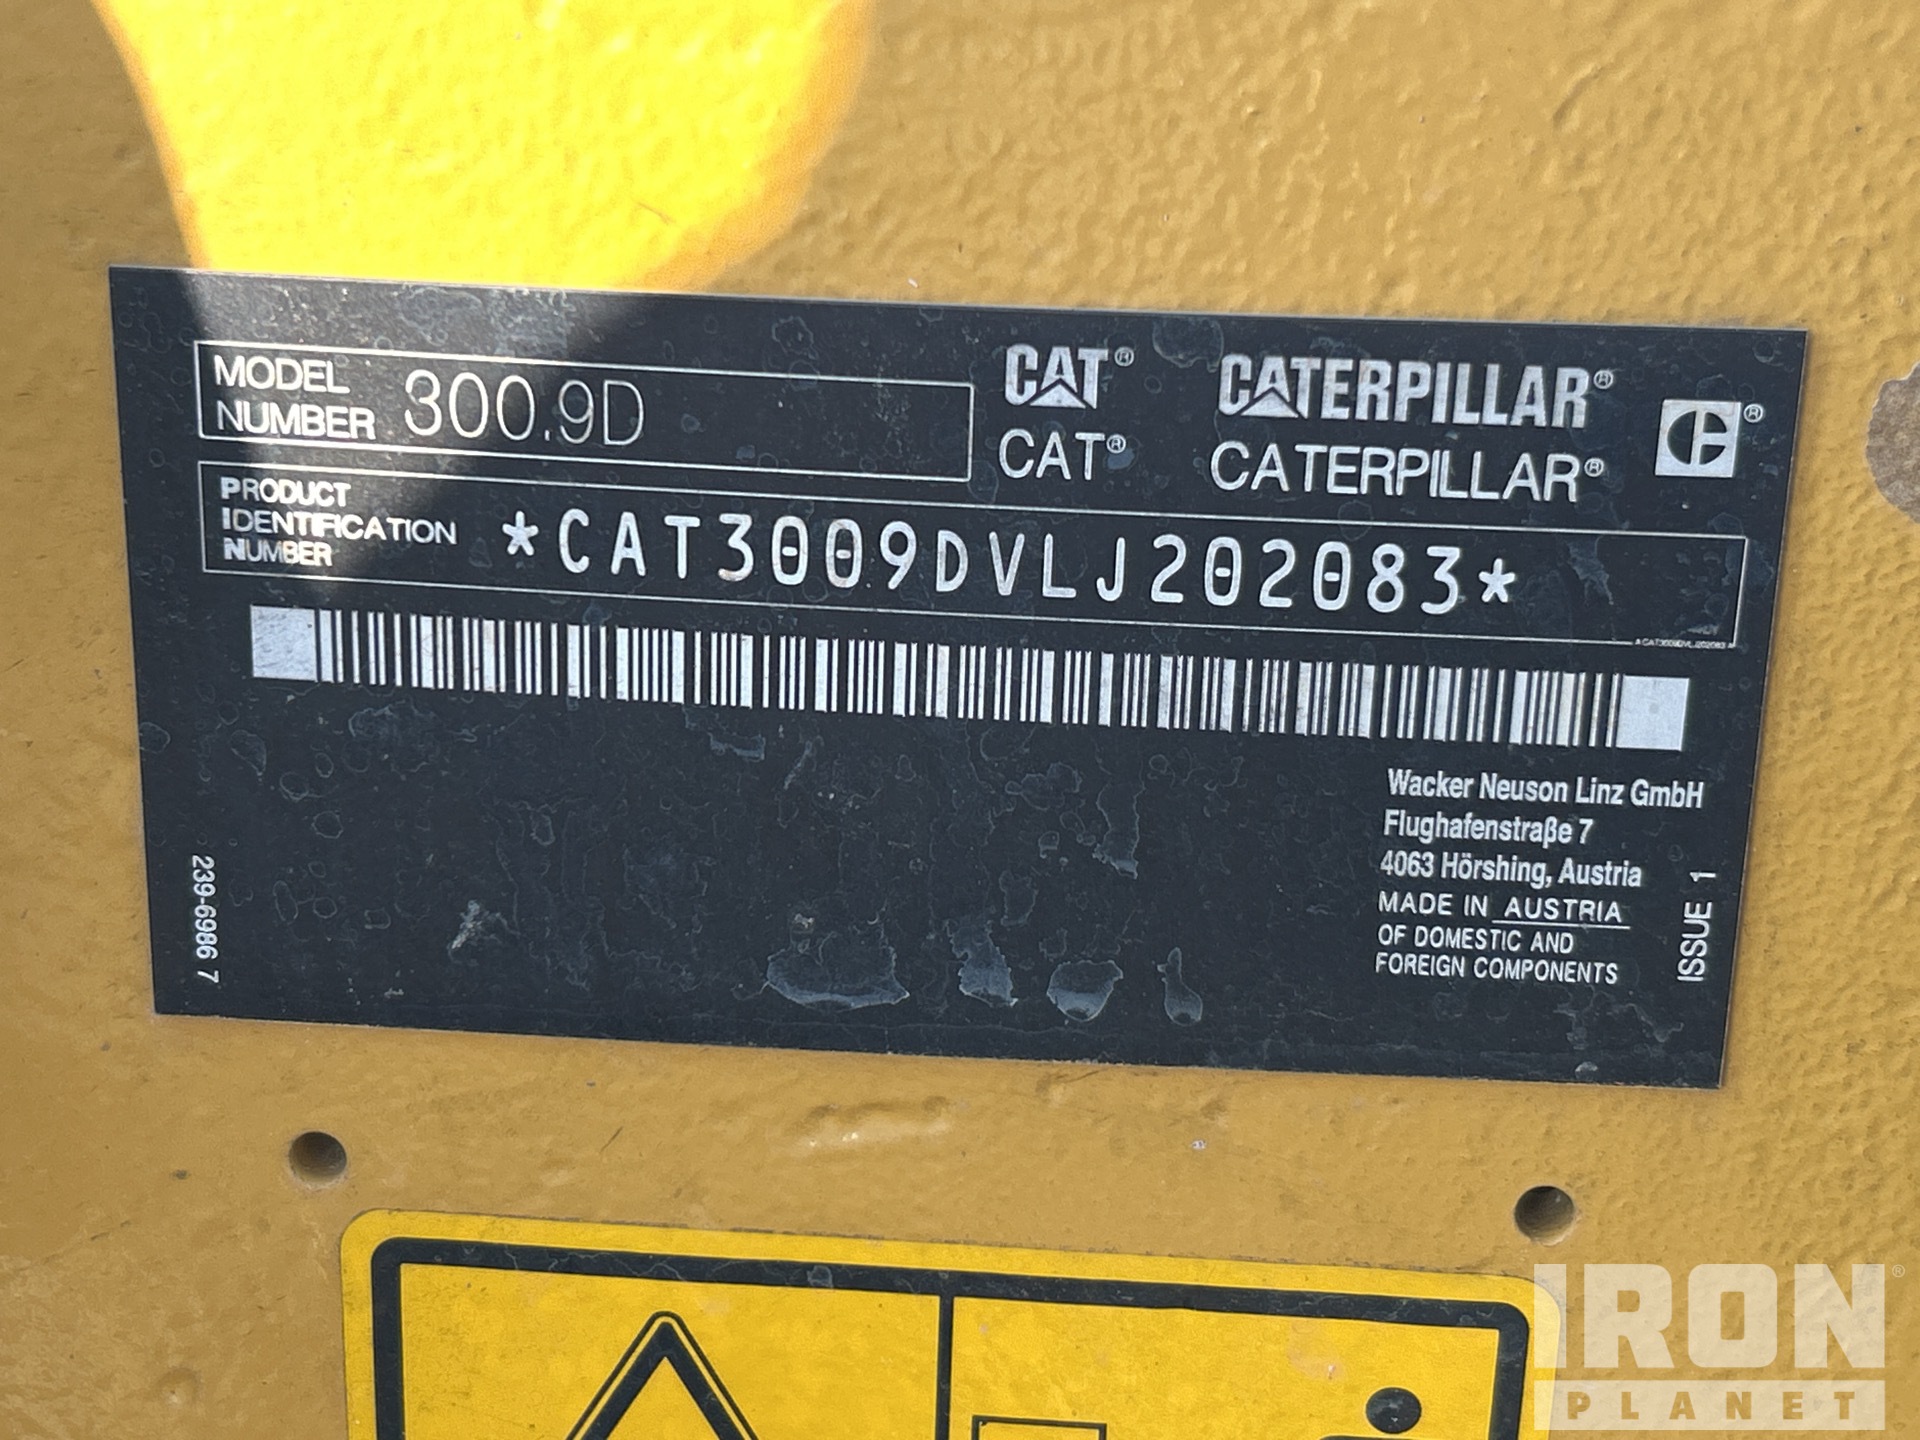 MODEL
NUMBER 300.9D
CAT® CATERPILLAR®
CAT® CATERPILLAR®
PRODUCT
IDENTIFICATION
NUMBER
*CAT3009DVLJ202083*
*CAT3009DVLJ202083*
Wacker Neuson Linz GmbH
Flughafenstraße 7
4063 Hörshing, Austria
MADE IN AUSTRIA
OF DOMESTIC AND
FOREIGN COMPONENTS
ISSUE 1
239-6986 7
IRON®
PLANET